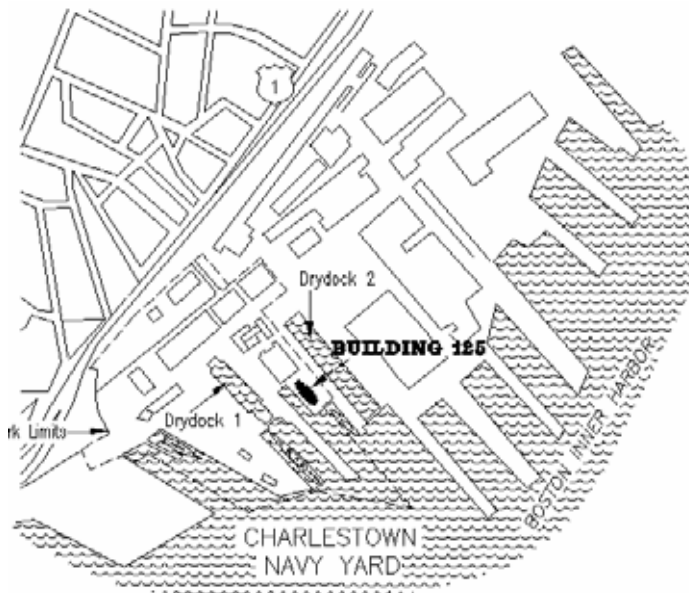 1
Drydock 2
BUILDING 125
Drydock 1
rk Limits
BOSTON INNER HARBOR
CHARLESTOWN
NAVY YARD